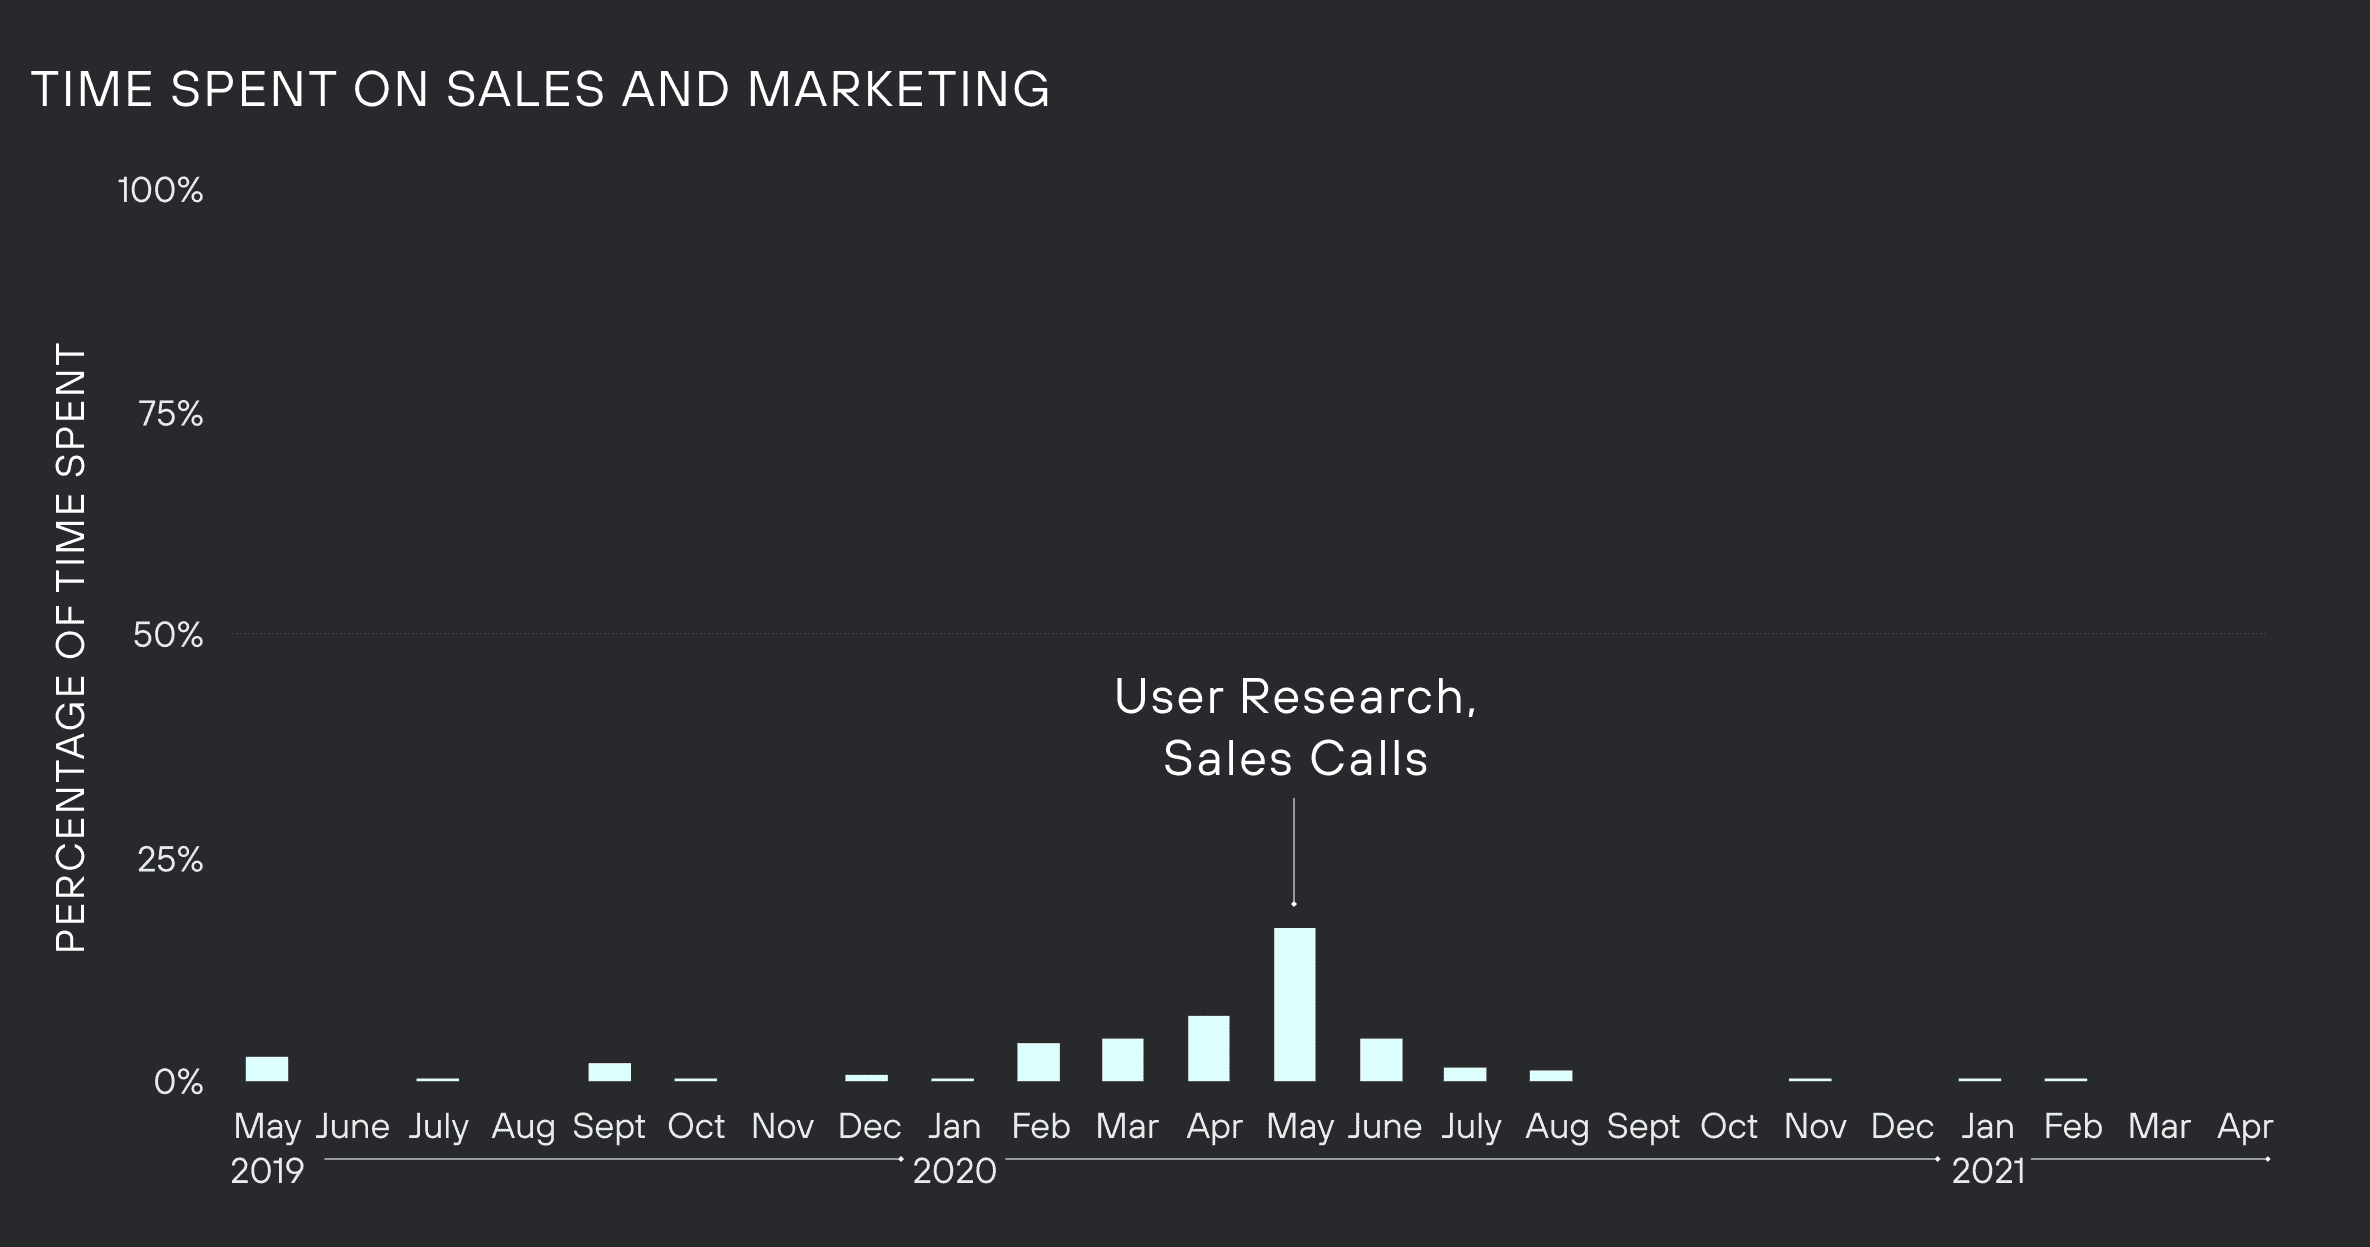 TIME SPENT ON SALES AND MARKETING
PERCENTAGE OF TIME SPENT
100%
75%
50%
25%
0%
User Research,
Sales Calls
May June July Aug Sept Oct Nov Dec Jan Feb Mar Apr May June July Aug Sept Oct Nov Dec Jan Feb Mar Apr
2019 2020 2021